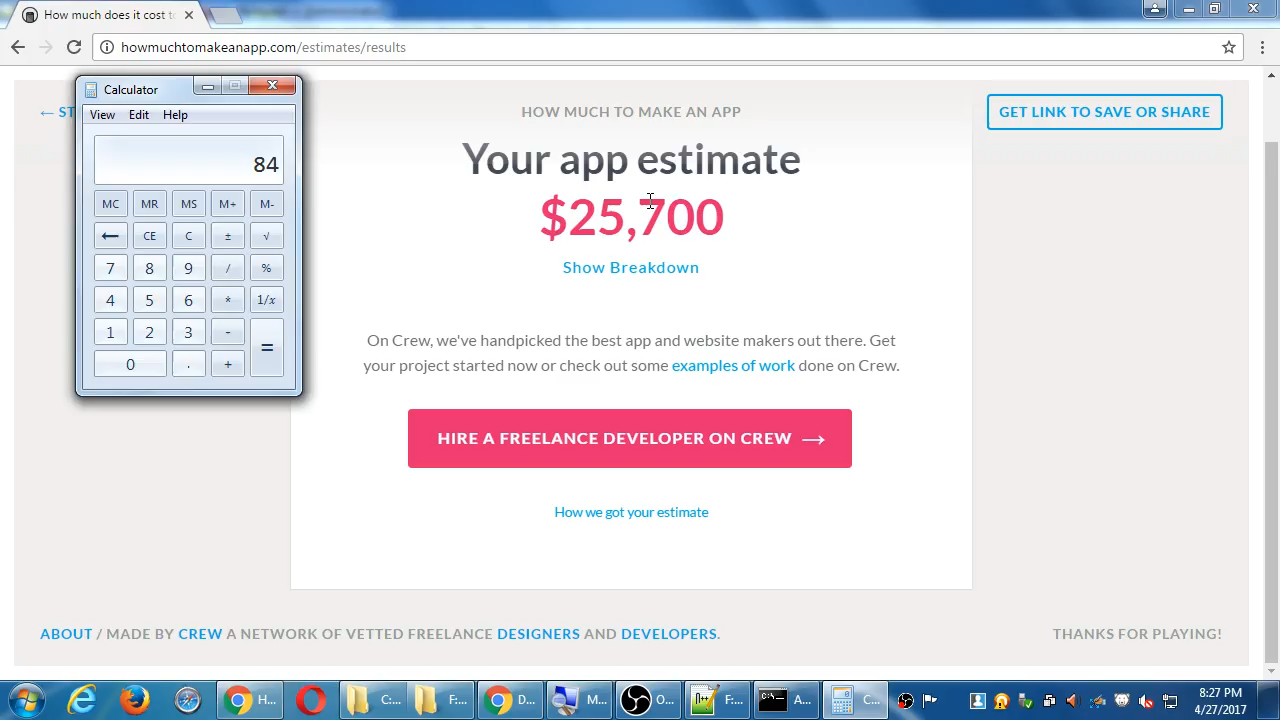 How much does it cost to
howmuchtomakeanapp.com/estimates/results
← ST
HOW MUCH TO MAKE AN APP
GET LINK TO SAVE OR SHARE
Your app estimate
$25,700
Show Breakdown
On Crew, we've handpicked the best app and website makers out there. Get
your project started now or check out some examples of work done on Crew.
HIRE A FREELANCE DEVELOPER ON CREW →
How we got your estimate
ABOUT / MADE BY CREW A NETWORK OF VETTED FREELANCE DESIGNERS AND DEVELOPERS.
THANKS FOR PLAYING!
Calculator
View Edit Help
84
MC MR MS M+ M-
← CE C ± √
7 8 9 / %
4 5 6 * 1/x
1 2 3 - =
0 . +
H... C:... F:... D... M... O... F:... A... C...
8:27 PM
4/27/2017